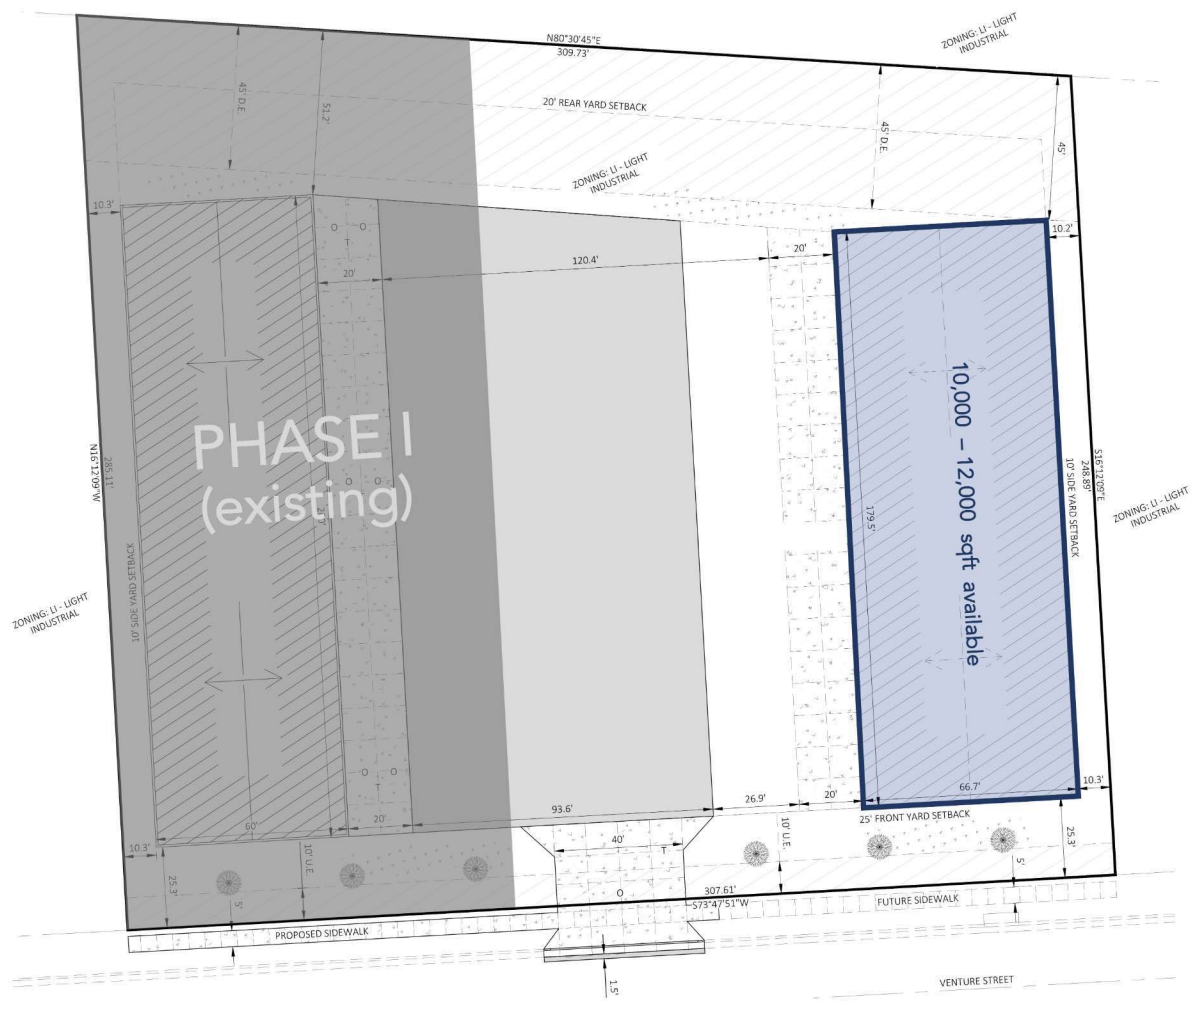 ZONING: LI - LIGHT
INDUSTRIAL
N80°30'45"E
309.73'
45' D.E.
51.2'
20' REAR YARD SETBACK
45' D.E.
45'
ZONING: LI - LIGHT
INDUSTRIAL
10.3'
10.2'
20'
120.4'
20'
PHASE I
(existing)
N16°12'09"W
285.11'
10' SIDE YARD SETBACK
ZONING: LI - LIGHT
INDUSTRIAL
179.5'
10,000 – 12,000 sqft available
10' SIDE YARD SETBACK
248.89'
S16°12'09"E
ZONING: LI - LIGHT
INDUSTRIAL
O O
T
O O
O O
T
60'
20'
93.6'
26.9'
20'
66.7'
10.3'
25' FRONT YARD SETBACK
10.3'
25.3'
10' U.E.
40'
T
10' U.E.
25.3'
5'
5'
O
307.61'
S73°47'51"W
FUTURE SIDEWALK
PROPOSED SIDEWALK
1.5'
VENTURE STREET